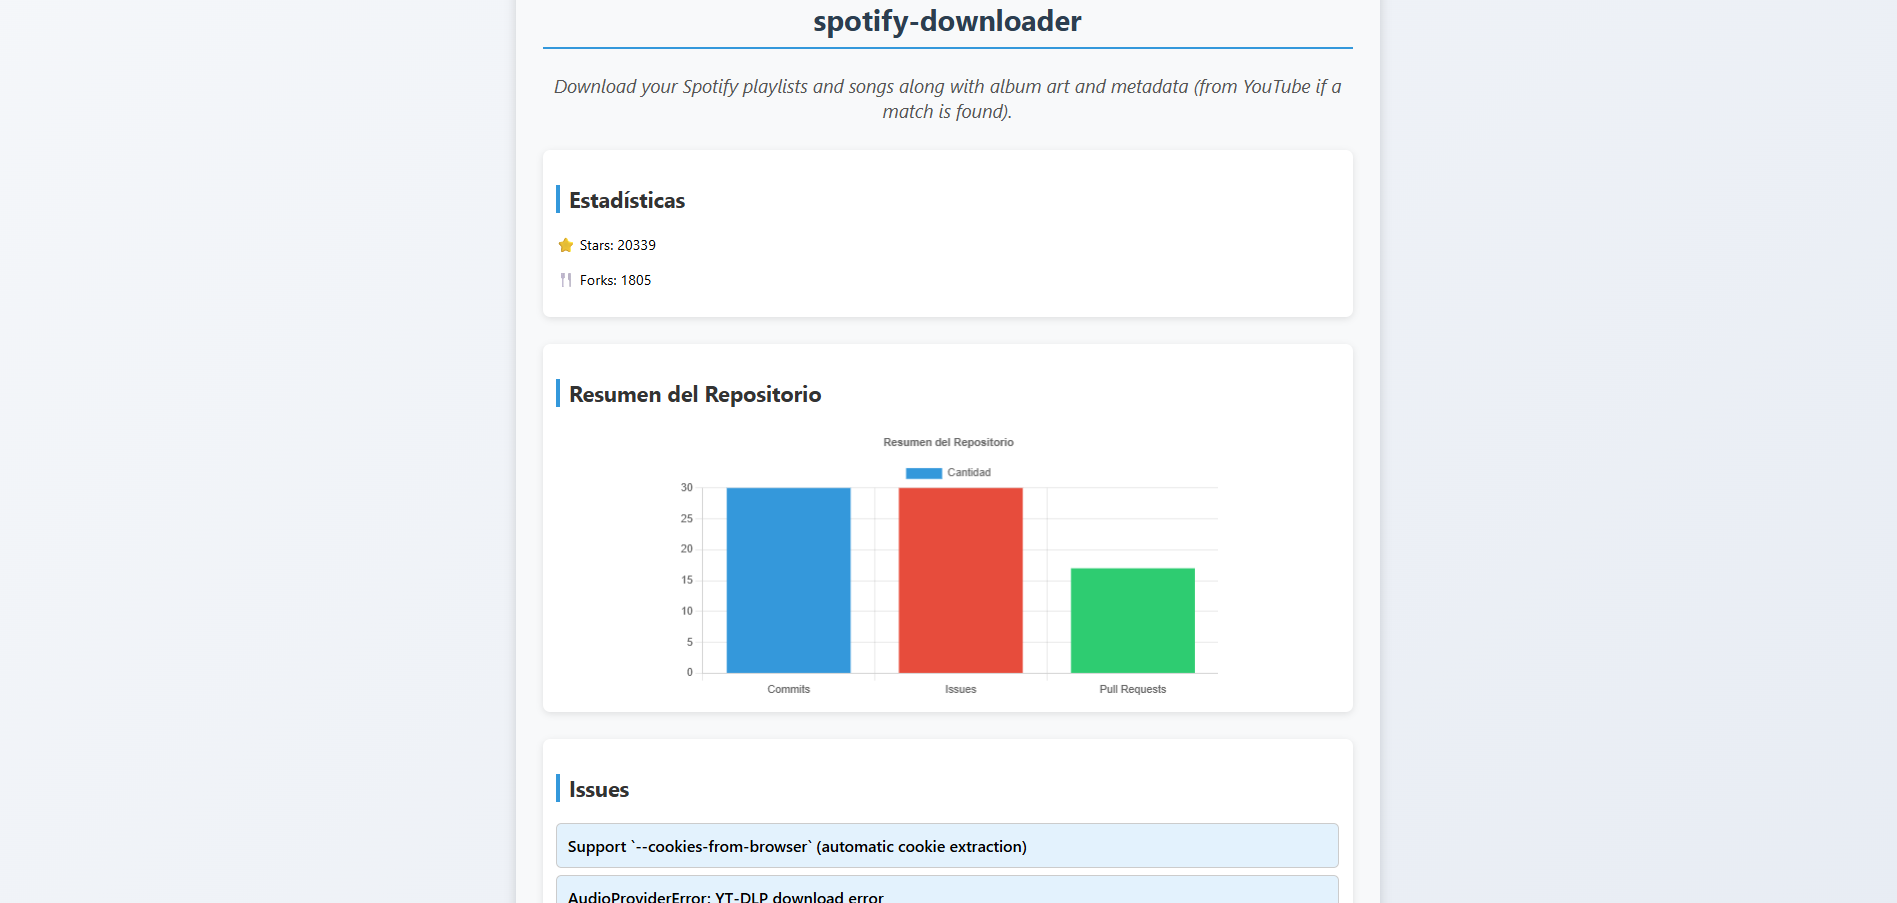 spotify-downloader
Download your Spotify playlists and songs along with album art and metadata (from YouTube if a
match is found).
Estadísticas
⭐ Stars: 20339
🍴 Forks: 1805
Resumen del Repositorio
Resumen del Repositorio
Cantidad
30
25
20
15
10
5
0
Commits Issues Pull Requests
Issues
Support `--cookies-from-browser` (automatic cookie extraction)
AudioProviderError: YT-DLP download error